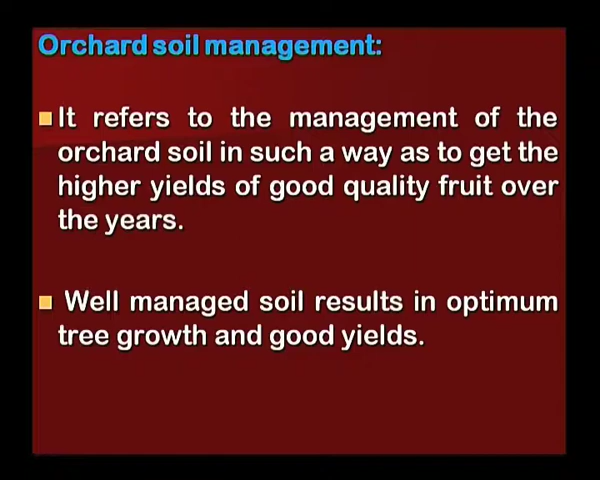 Orchard soil management:
It refers to the management of the
orchard soil in such a way as to get the
higher yields of good quality fruit over
the years.
Well managed soil results in optimum
tree growth and good yields.